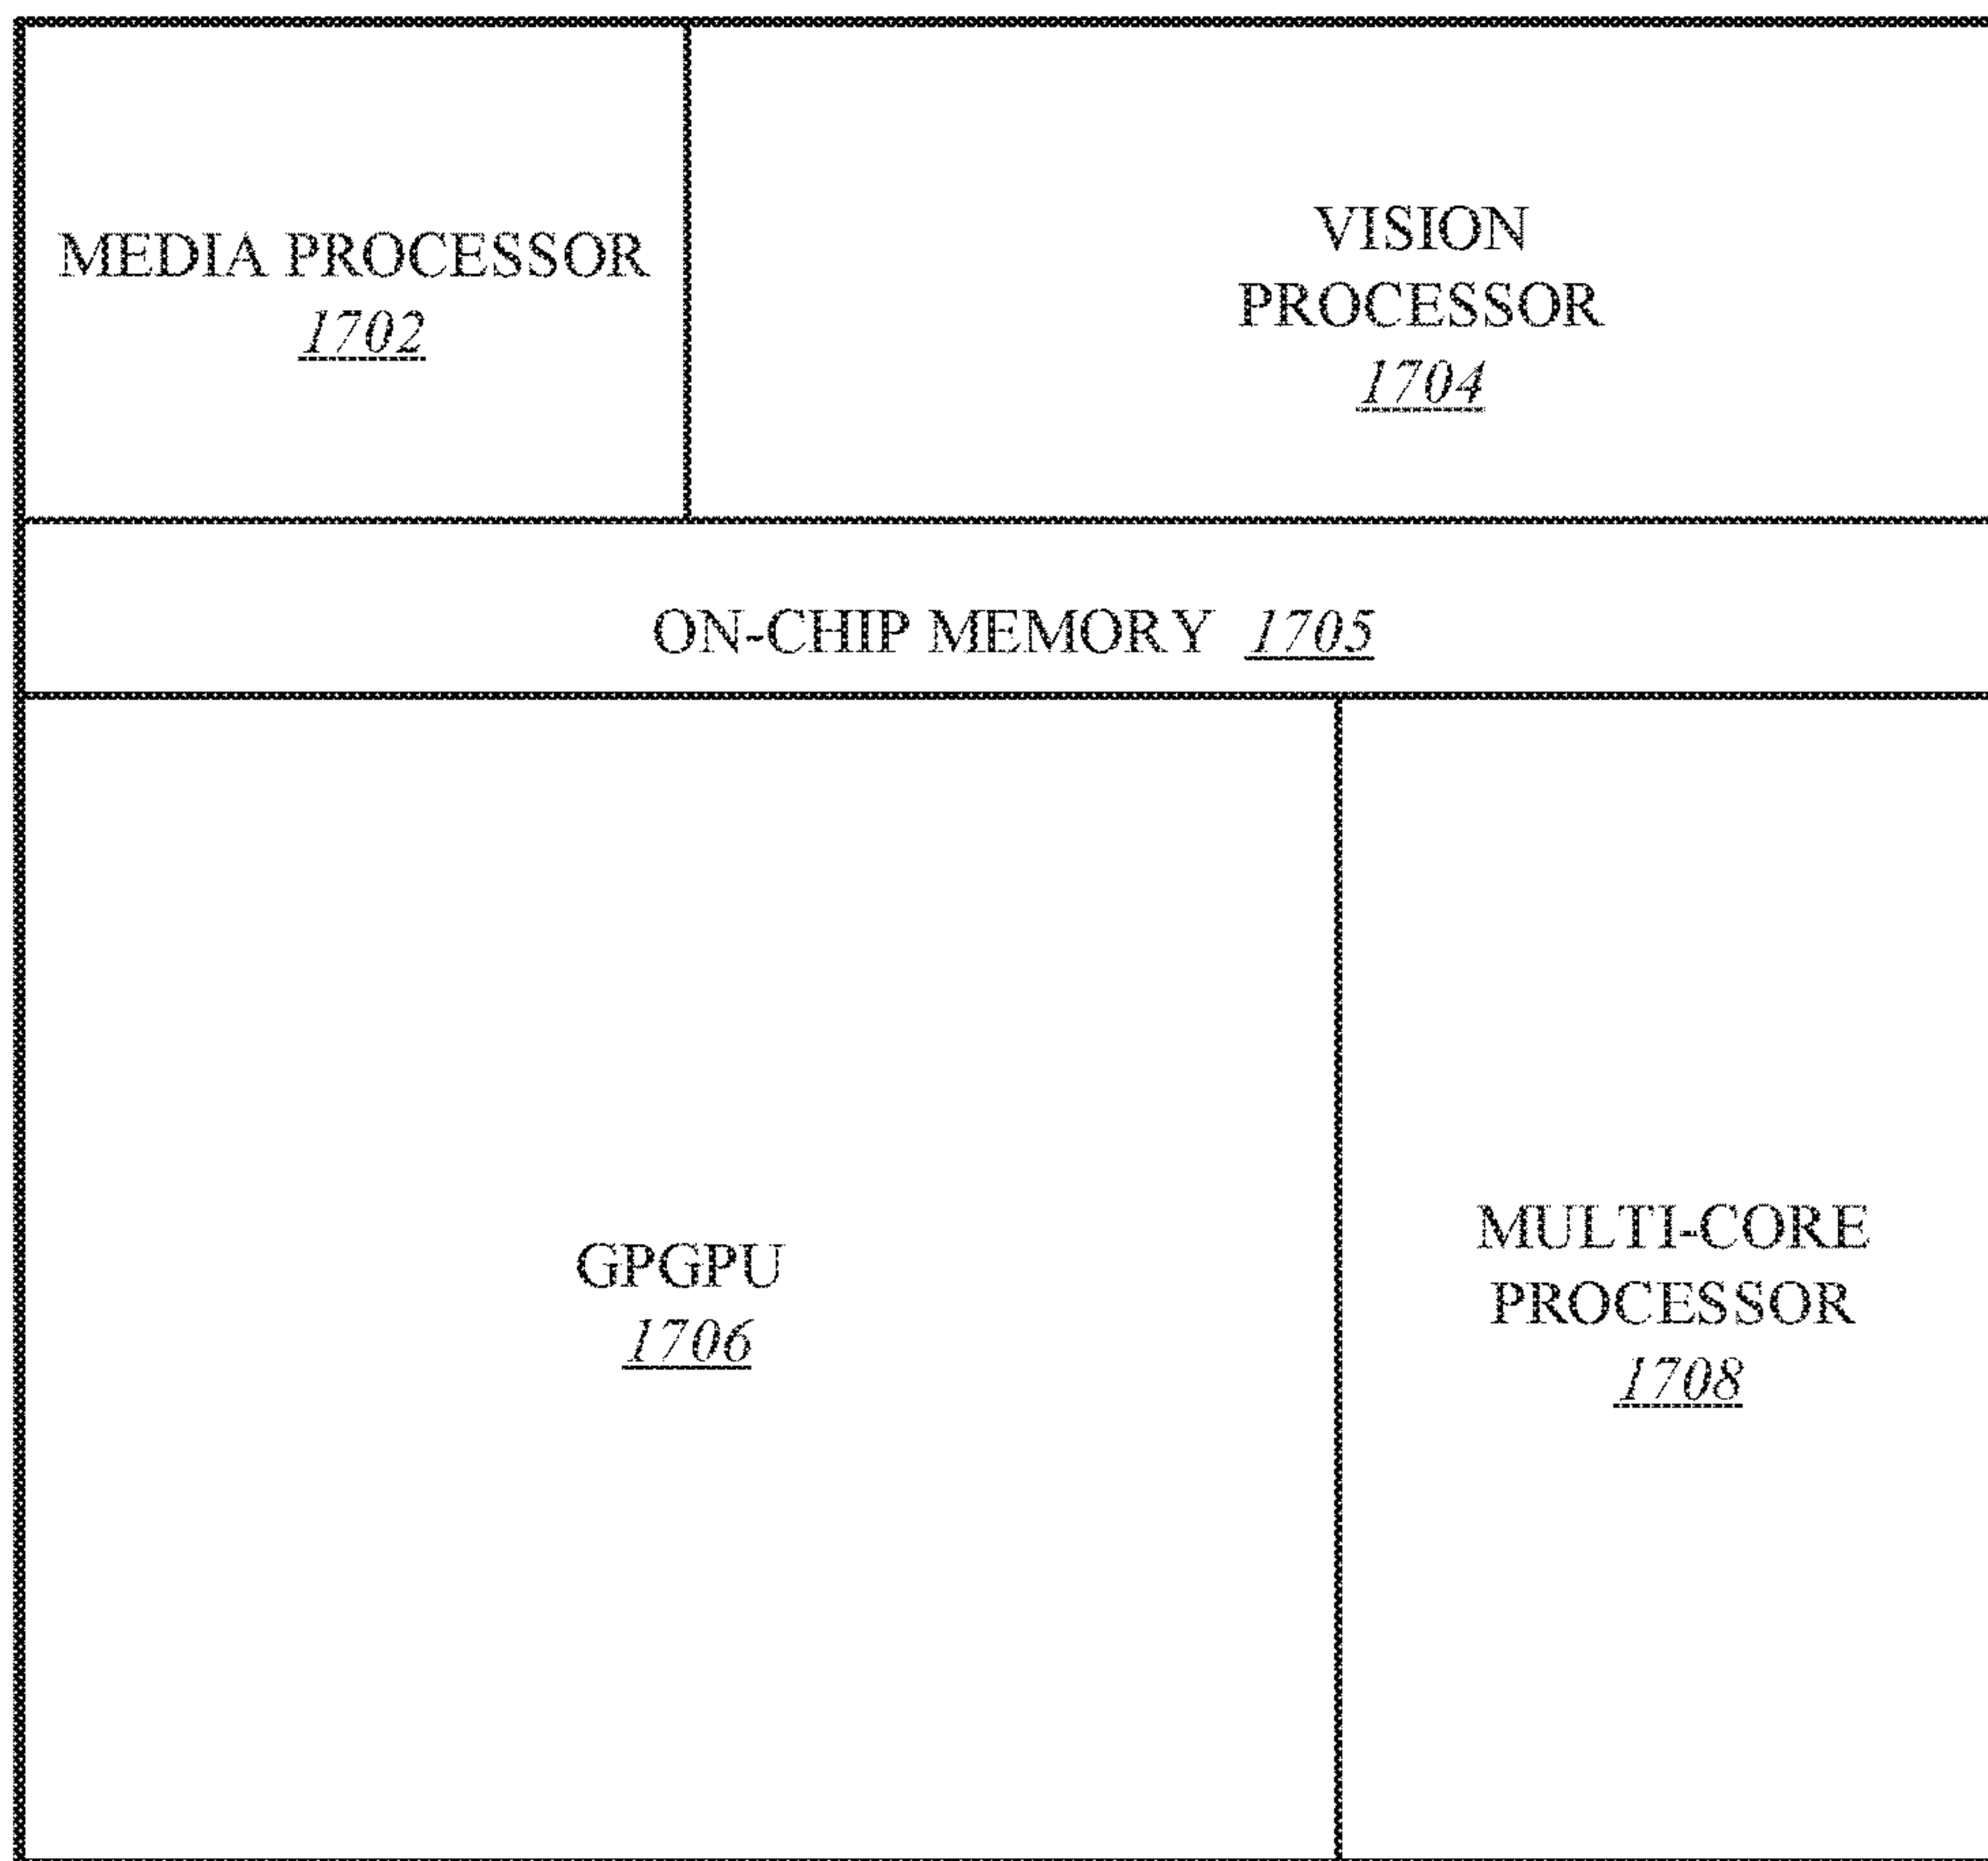 MEDIA PROCESSOR
1702
VISION
PROCESSOR
1704
ON-CHIP MEMORY 1705
GPGPU
1706
MULTI-CORE
PROCESSOR
1708